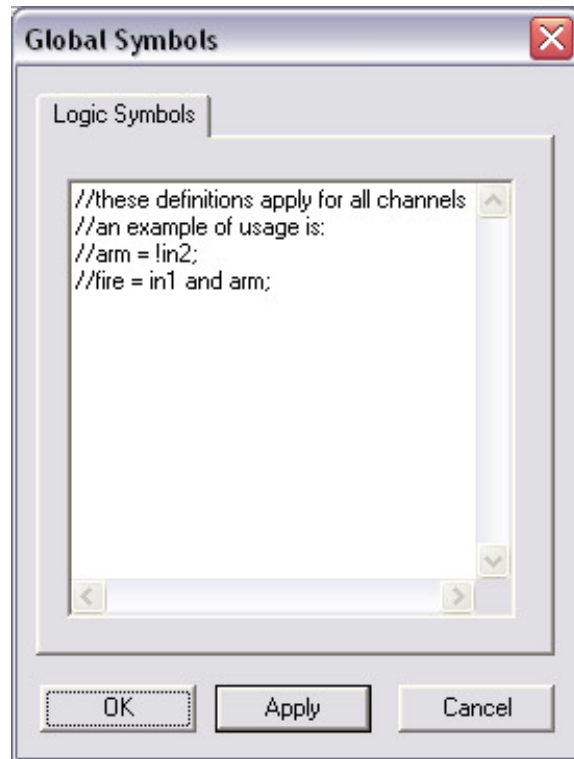 Global Symbols
Logic Symbols
//these definitions apply for all channels
//an example of usage is:
//arm = !in2;
//fire = in1 and arm;
OK
Apply
Cancel